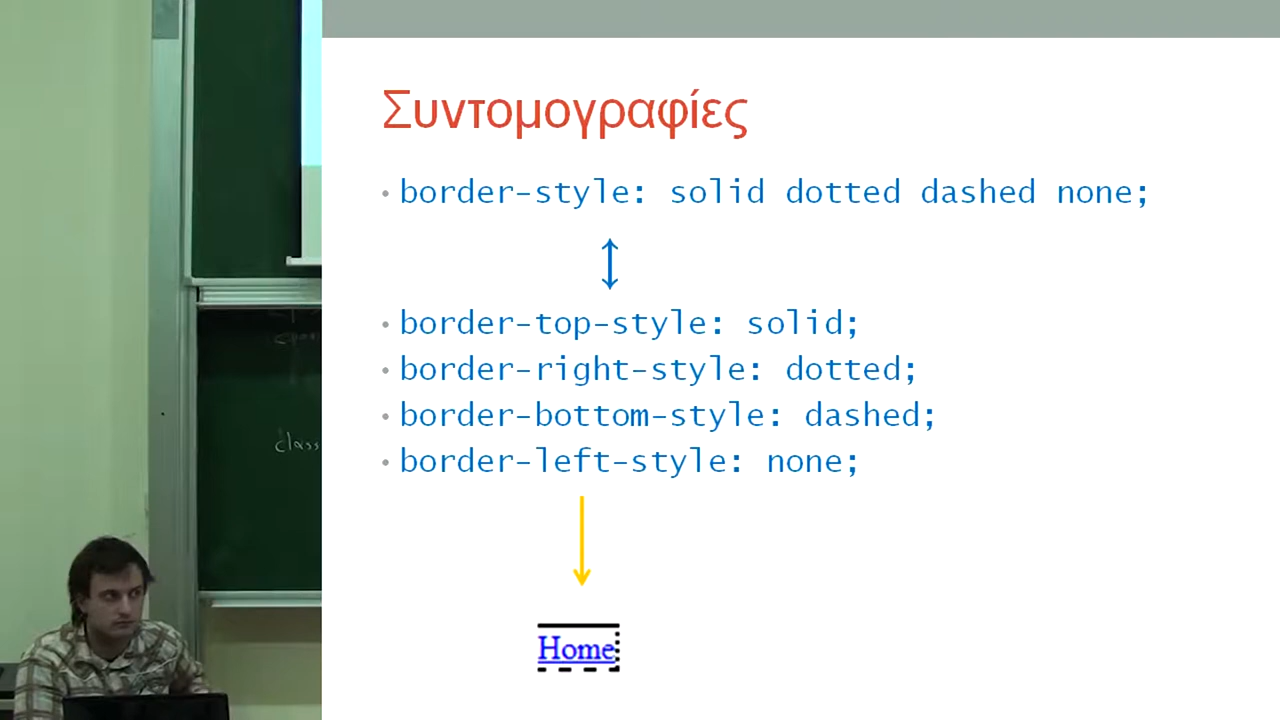 Συντομογραφίες
• border-style: solid dotted dashed none;
• border-top-style: solid;
• border-right-style: dotted;
• border-bottom-style: dashed;
• border-left-style: none;
Home
class